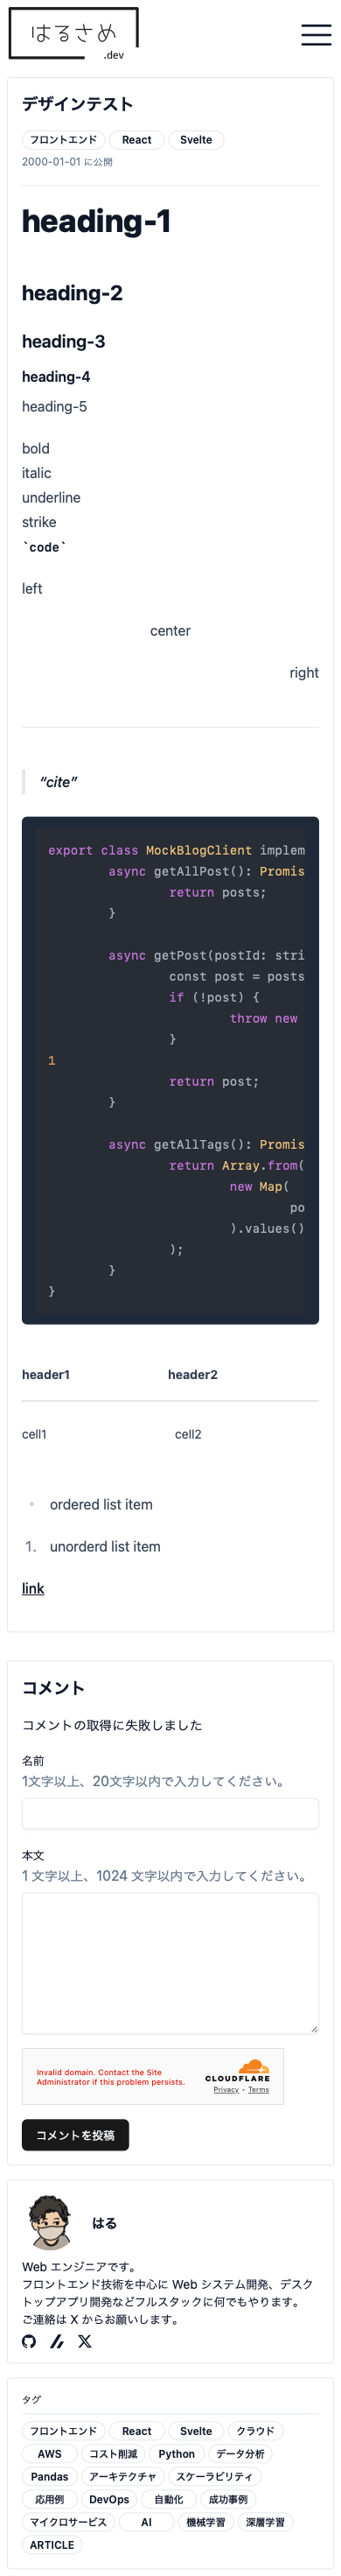 はるさめ
.dev
デザインテスト
フロントエンド React Svelte
2000-01-01 に公開
heading-1
heading-2
heading-3
heading-4
heading-5
bold
italic
underline
strike
`code`
left
center
right
“cite”
export class MockBlogClient implem
async getAllPost(): Promis
return posts;
}
async getPost(postId: stri
const post = posts
if (!post) {
throw new
}
1
return post;
}
async getAllTags(): Promis
return Array.from(
new Map(
po
).values()
);
}
}
header1 header2
cell1 cell2
ordered list item
1. unorderd list item
link
コメント
コメントの取得に失敗しました
名前
1文字以上、20文字以内で入力してください。
本文
1 文字以上、1024 文字以内で入力してください。
Invalid domain. Contact the Site
Administrator if this problem persists.
CLOUDFLARE
Privacy • Terms
コメントを投稿
はる
Web エンジニアです。
フロントエンド技術を中心に Web システム開発、デスク
トップアプリ開発などフルスタックに何でもやります。
ご連絡は X からお願いします。
タグ
フロントエンド React Svelte クラウド
AWS コスト削減 Python データ分析
Pandas アーキテクチャ スケーラビリティ
応用例 DevOps 自動化 成功事例
マイクロサービス AI 機械学習 深層学習
ARTICLE